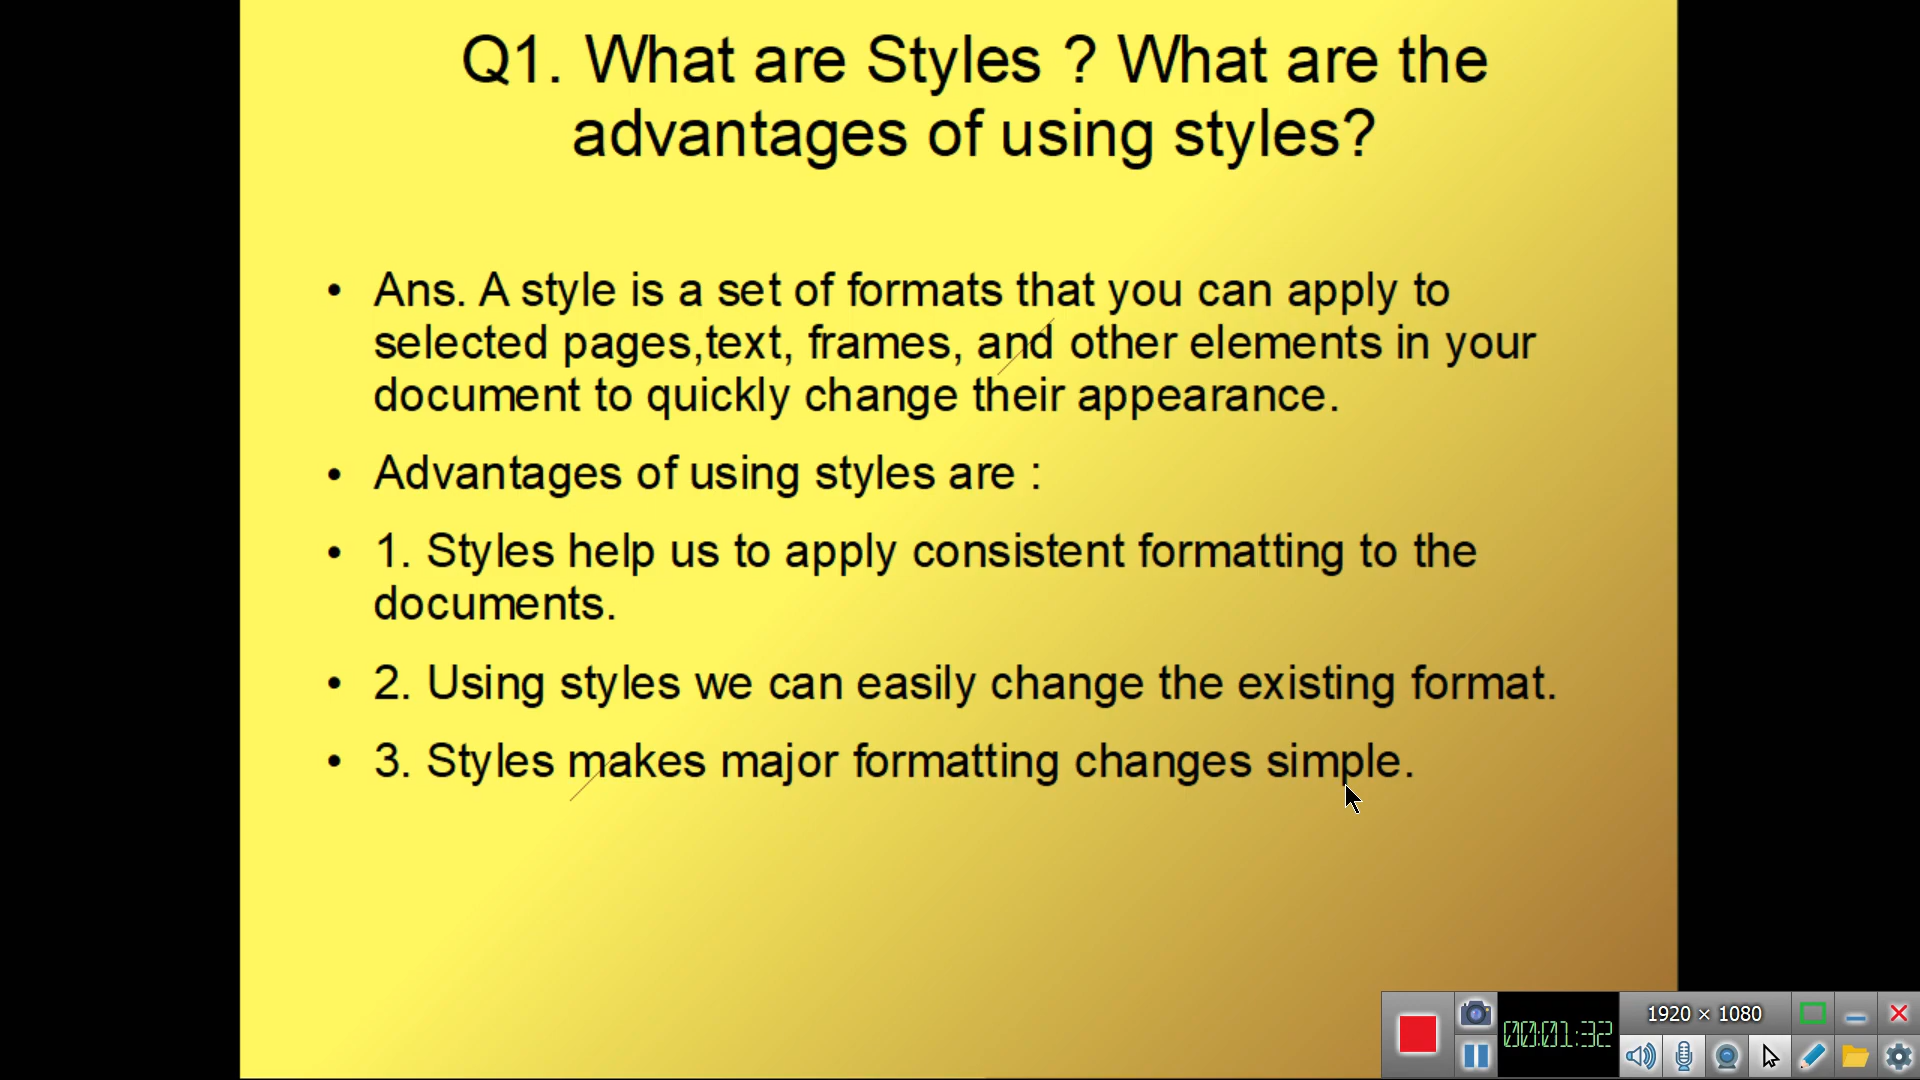 Q1. What are Styles ? What are the
advantages of using styles?
• Ans. A style is a set of formats that you can apply to
selected pages,text, frames, and other elements in your
document to quickly change their appearance.
• Advantages of using styles are :
• 1. Styles help us to apply consistent formatting to the
documents.
• 2. Using styles we can easily change the existing format.
• 3. Styles makes major formatting changes simple.
1920 × 1080
00:01:32